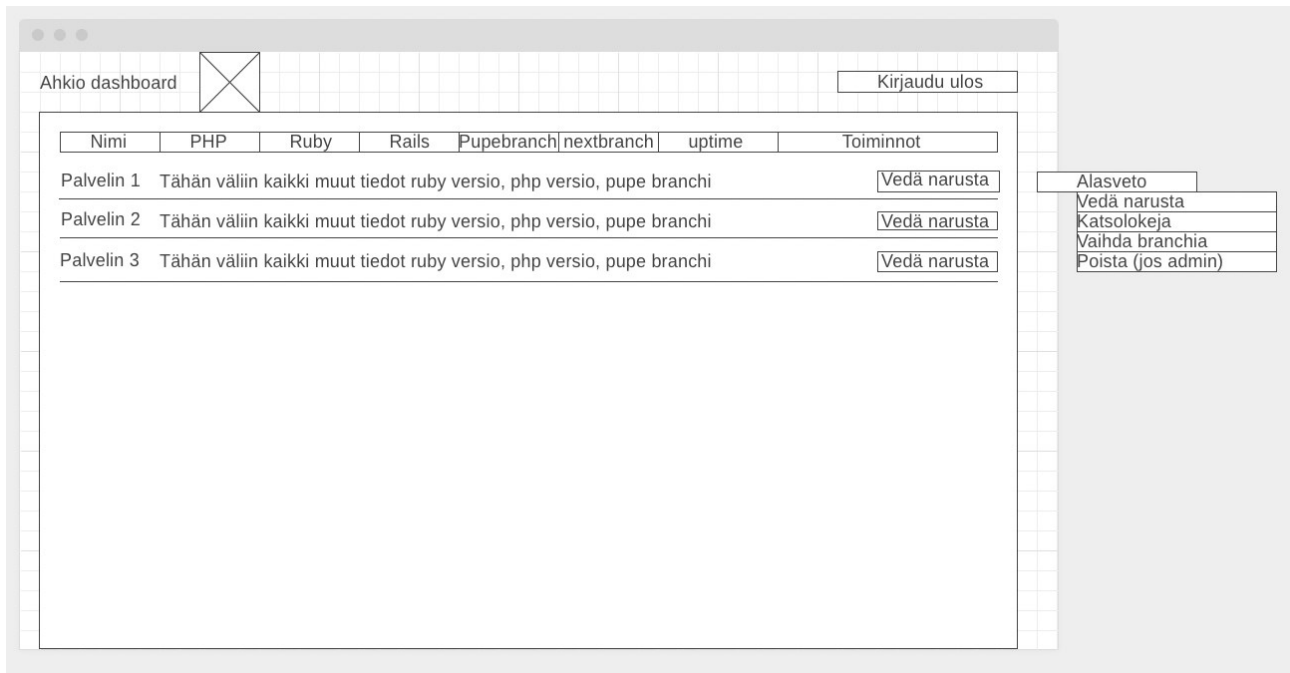 Ahkio dashboard
Kirjaudu ulos
Nimi PHP Ruby Rails Pupebranch nextbranch uptime Toiminnot
Palvelin 1 Tähän väliin kaikki muut tiedot ruby versio, php versio, pupe branchi Vedä narusta
Palvelin 2 Tähän väliin kaikki muut tiedot ruby versio, php versio, pupe branchi Vedä narusta
Palvelin 3 Tähän väliin kaikki muut tiedot ruby versio, php versio, pupe branchi Vedä narusta
Alasveto
Vedä narusta
Katsolokeja
Vaihda branchia
Poista (jos admin)